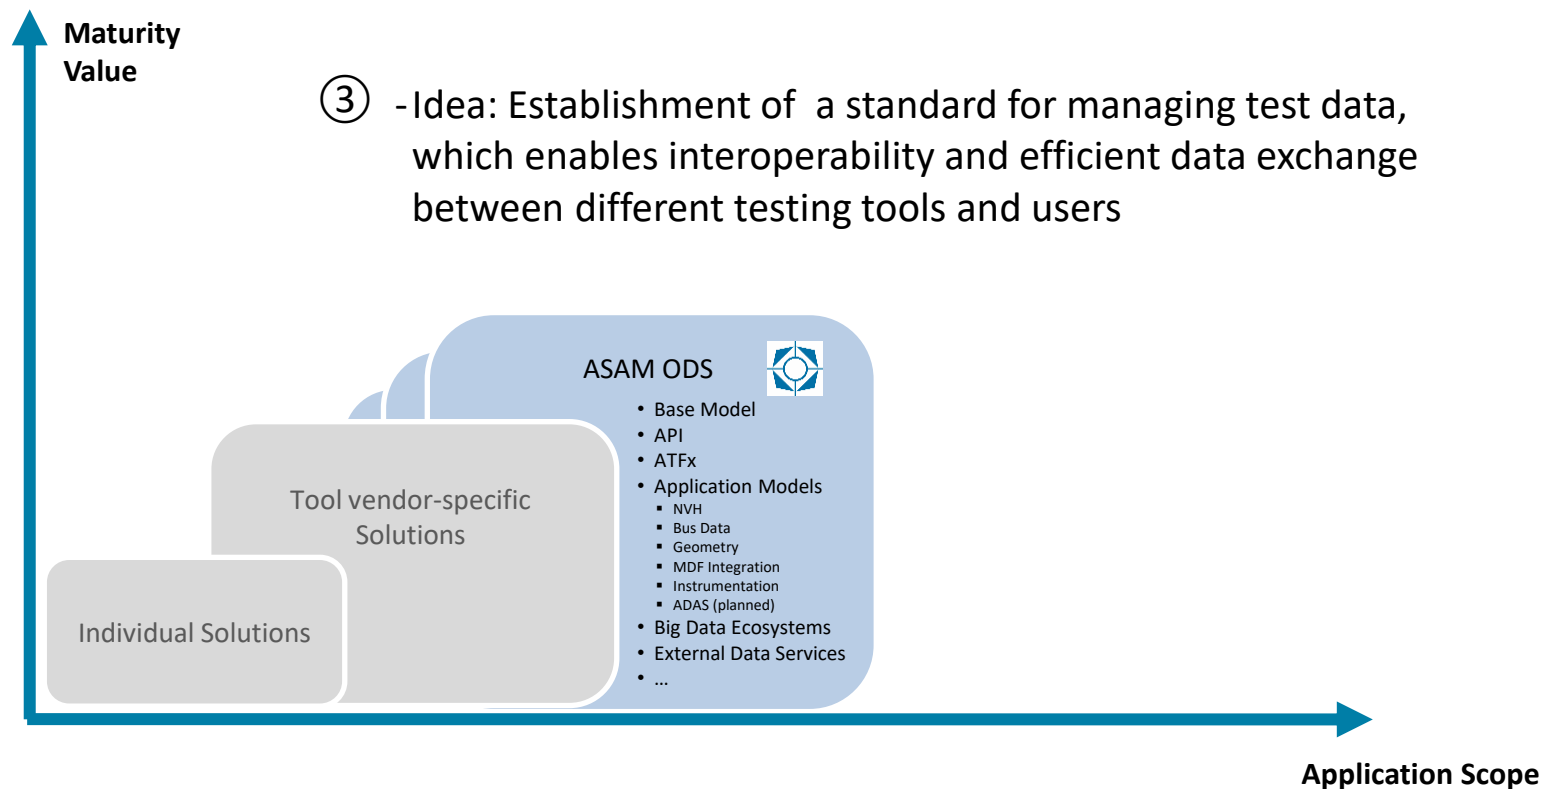 Maturity
Value
③ -Idea: Establishment of  a standard for managing test data,
which enables interoperability and efficient data exchange
between different testing tools and users
ASAM ODS
• Base Model
• API
• ATFx
• Application Models
▪ NVH
▪ Bus Data
▪ Geometry
▪ MDF Integration
▪ Instrumentation
▪ ADAS (planned)
• Big Data Ecosystems
• External Data Services
• ...
Tool vendor-specific
Solutions
Individual Solutions
Application Scope